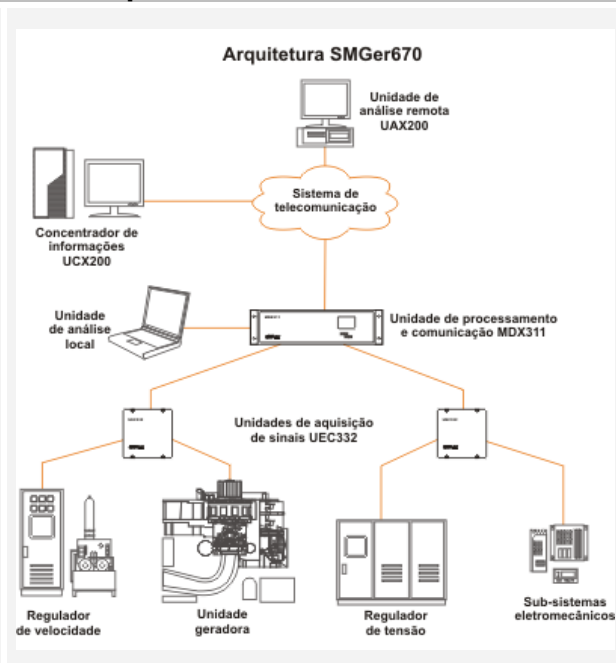 Arquitetura SMGer670
Unidade de
análise remota
UAX200
Sistema de
telecomunicação
Concentrador de
informações
UCX200
Unidade
de análise
local
Unidade de processamento
e comunicação MDX311
Unidades de aquisição
de sinais UEC332
Regulador
de velocidade
Unidade
geradora
Regulador
de tensão
Sub-sistemas
eletromecânicos